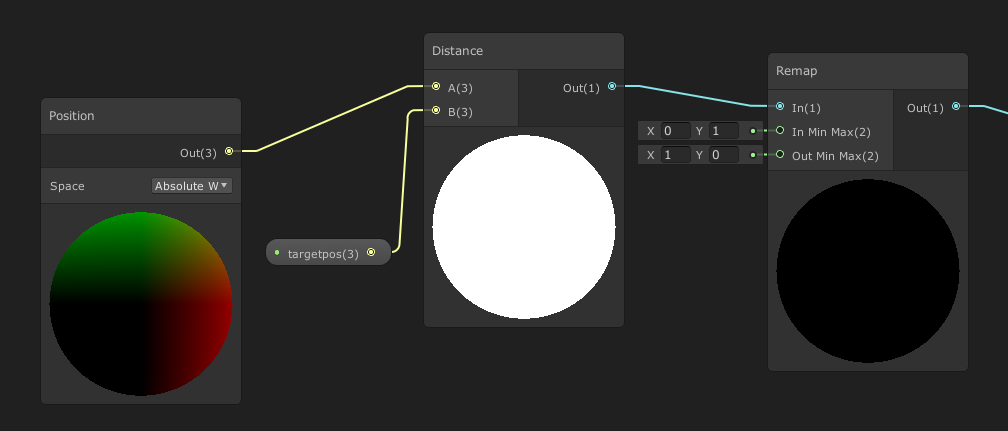 Position
Out(3)
Space Absolute W
targetpos(3)
Distance
A(3) Out(1)
B(3)
Remap
In(1) Out(1)
X 0 Y 1 In Min Max(2)
X 1 Y 0 Out Min Max(2)